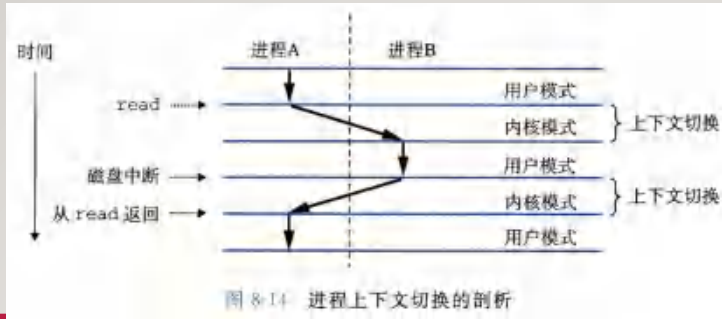 时间
进程A 进程B
用户模式
read
内核模式 上下文切换
用户模式
磁盘中断
内核模式 上下文切换
从 read 返回
用户模式
图 8-14 进程上下文切换的剖析